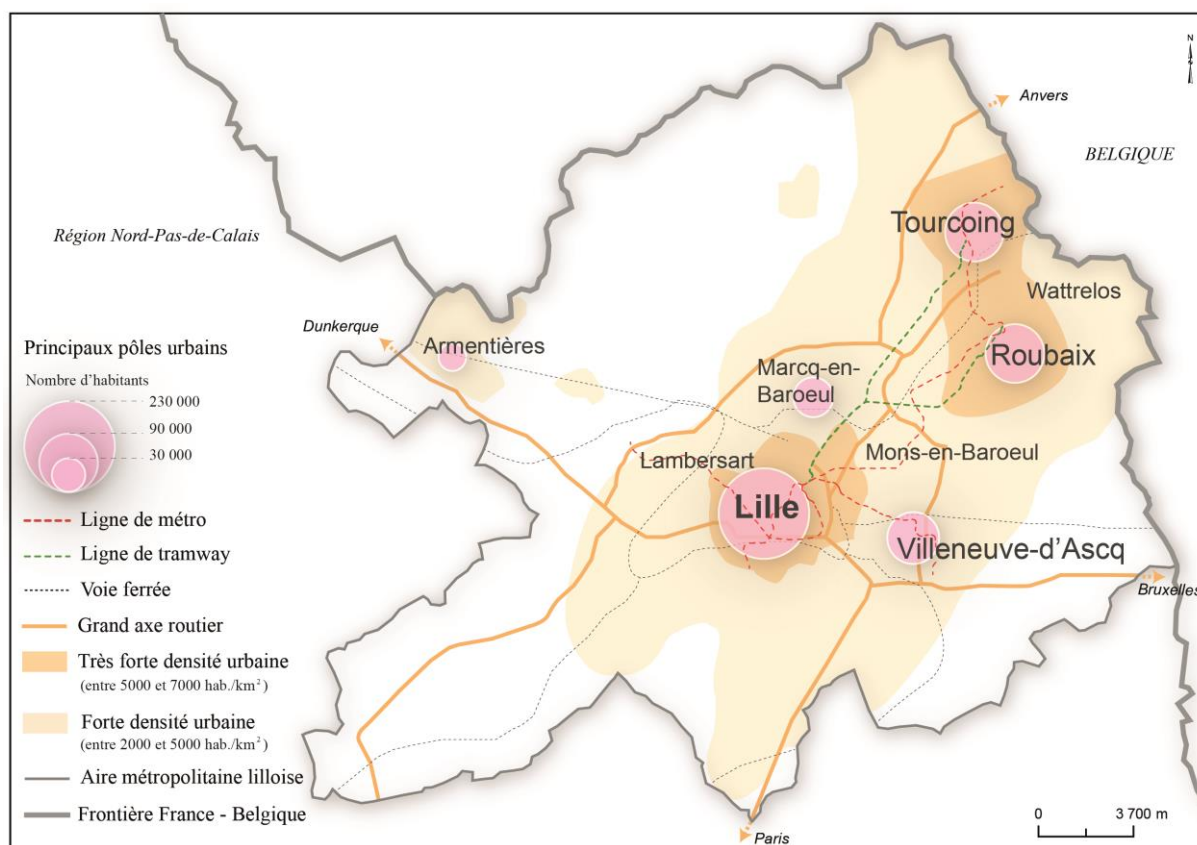 N
S
Anvers
BELGIQUE
Région Nord-Pas-de-Calais
Tourcoing
Wattrelos
Dunkerque
Armentières
Roubaix
Marcq-en-
Baroeul
Mons-en-Baroeul
Lambersart
Lille
Villeneuve-d'Ascq
Bruxelles
Paris
Principaux pôles urbains
Nombre d'habitants
230 000
90 000
30 000
Ligne de métro
Ligne de tramway
Voie ferrée
Grand axe routier
Très forte densité urbaine
(entre 5000 et 7000 hab./km²)
Forte densité urbaine
(entre 2000 et 5000 hab./km²)
Aire métropolitaine lilloise
Frontière France - Belgique
0 3 700 m